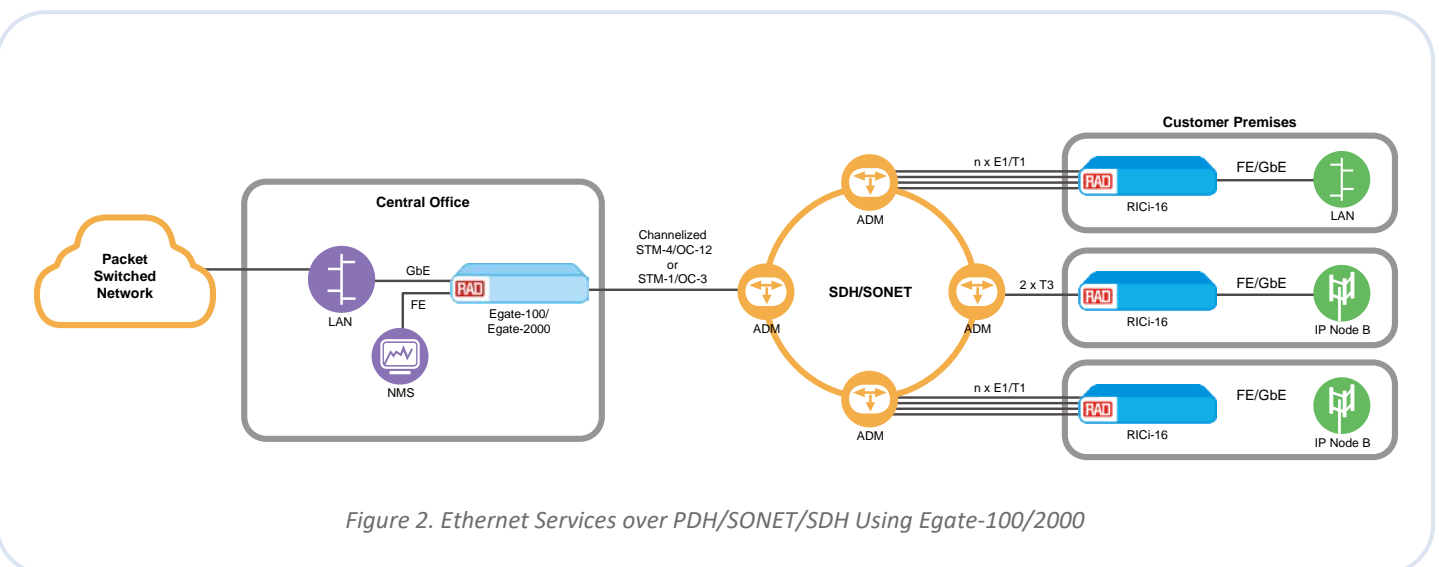 Customer Premises
n x E1/T1
RAD
FE/GbE
RICi-16
LAN
ADM
Central Office
Packet
Switched
Network
LAN
GbE
FE
RAD
Egate-100/
Egate-2000
NMS
Channelized
STM-4/OC-12
or
STM-1/OC-3
ADM
SDH/SONET
ADM
2 x T3
RAD
FE/GbE
RICi-16
IP Node B
ADM
n x E1/T1
RAD
FE/GbE
RICi-16
IP Node B
Figure 2. Ethernet Services over PDH/SONET/SDH Using Egate-100/2000